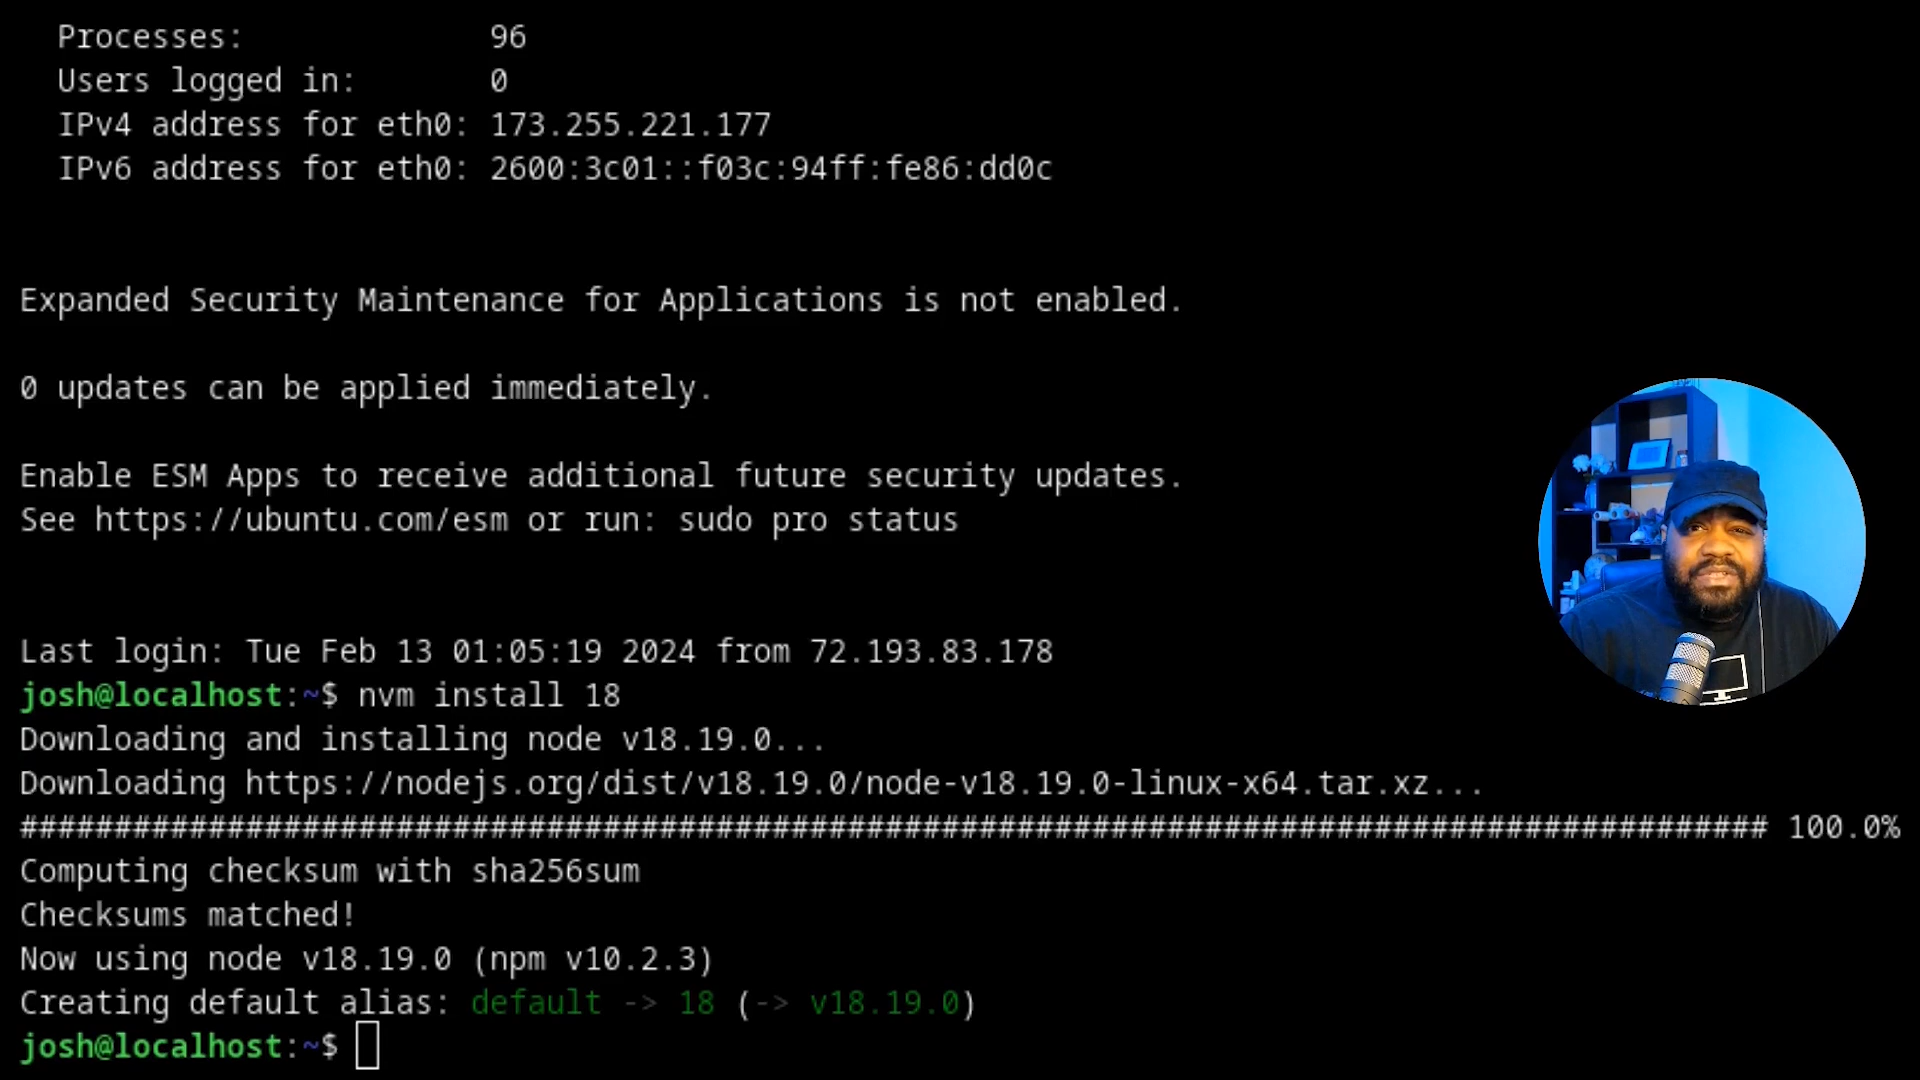 Processes: 96
Users logged in: 0
IPv4 address for eth0: 173.255.221.177
IPv6 address for eth0: 2600:3c01::f03c:94ff:fe86:dd0c
Expanded Security Maintenance for Applications is not enabled.
0 updates can be applied immediately.
Enable ESM Apps to receive additional future security updates.
See https://ubuntu.com/esm or run: sudo pro status
Last login: Tue Feb 13 01:05:19 2024 from 72.193.83.178
josh@localhost:~$ nvm install 18
Downloading and installing node v18.19.0...
Downloading https://nodejs.org/dist/v18.19.0/node-v18.19.0-linux-x64.tar.xz...
############################################################################################# 100.0%
Computing checksum with sha256sum
Checksums matched!
Now using node v18.19.0 (npm v10.2.3)
Creating default alias: default -> 18 (-> v18.19.0)
josh@localhost:~$